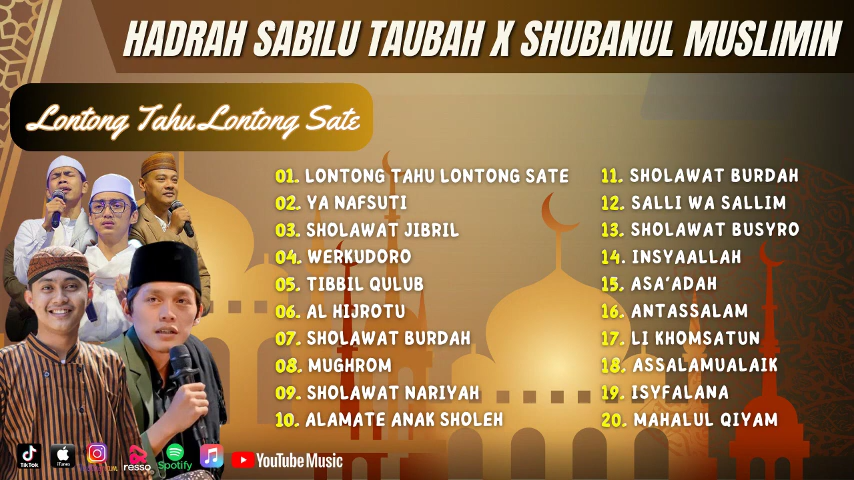 HADRAH SABILU TAUBAH X SHUBANUL MUSLIMIN
Lontong Tahu Lontong Sate
01. LONTONG TAHU LONTONG SATE
02. YA NAFSUTI
03. SHOLAWAT JIBRIL
04. WERKUDORO
05. TIBBIL QULUB
06. AL HIJROTU
07. SHOLAWAT BURDAH
08. MUGHROM
09. SHOLAWAT NARIYAH
10. ALAMATE ANAK SHOLEH
11. SHOLAWAT BURDAH
12. SALLI WA SALLIM
13. SHOLAWAT BUSYRO
14. INSYAALLAH
15. ASA'ADAH
16. ANTASSALAM
17. LI KHOMSATUN
18. ASSALAMUALAIK
19. ISYFALANA
20. MAHALUL QIYAM
TikTok
iTunes
resso
Spotify
YouTube Music